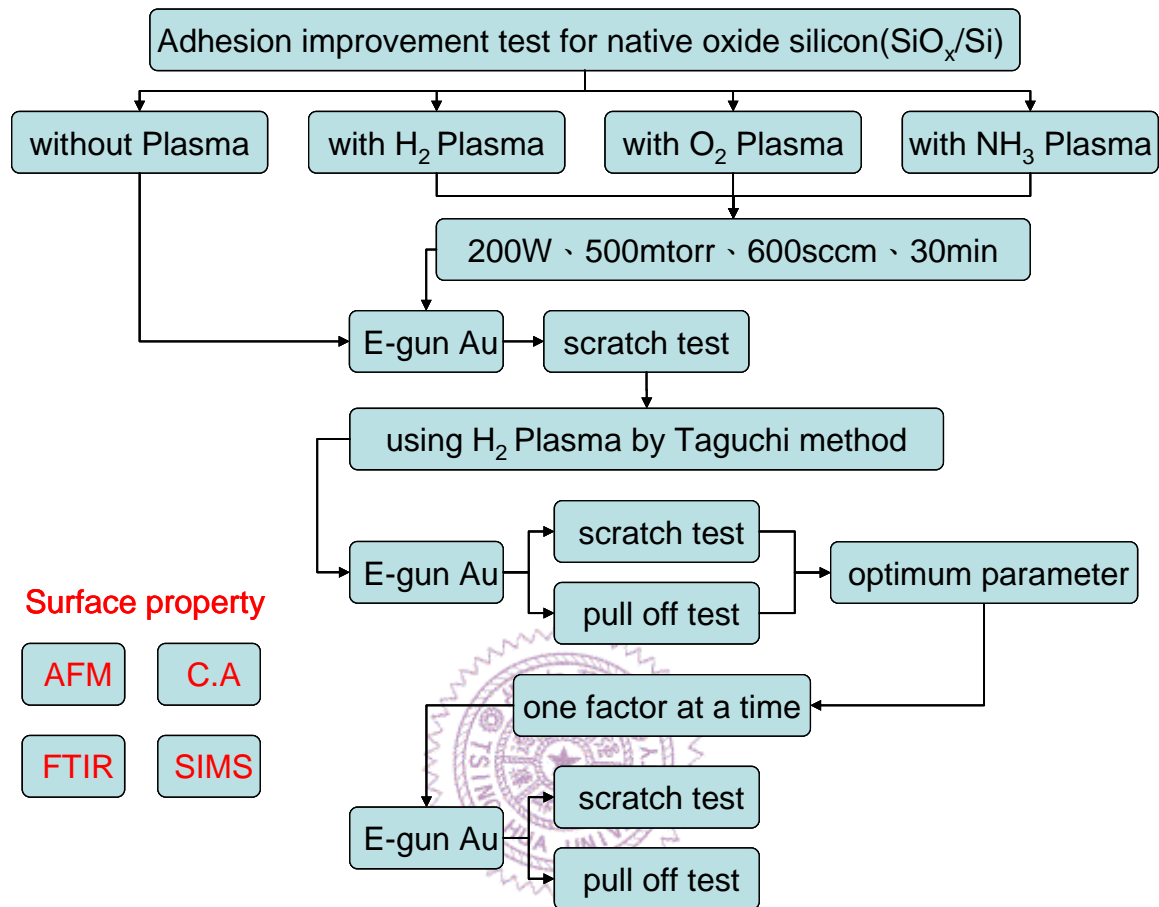 Adhesion improvement test for native oxide silicon(SiOₓ/Si)
without Plasma
with H₂ Plasma
with O₂ Plasma
with NH₃ Plasma
200W、500mtorr、600sccm、30min
E-gun Au
scratch test
using H₂ Plasma by Taguchi method
E-gun Au
scratch test
pull off test
optimum parameter
Surface property
AFM
C.A
FTIR
SIMS
one factor at a time
E-gun Au
scratch test
pull off test